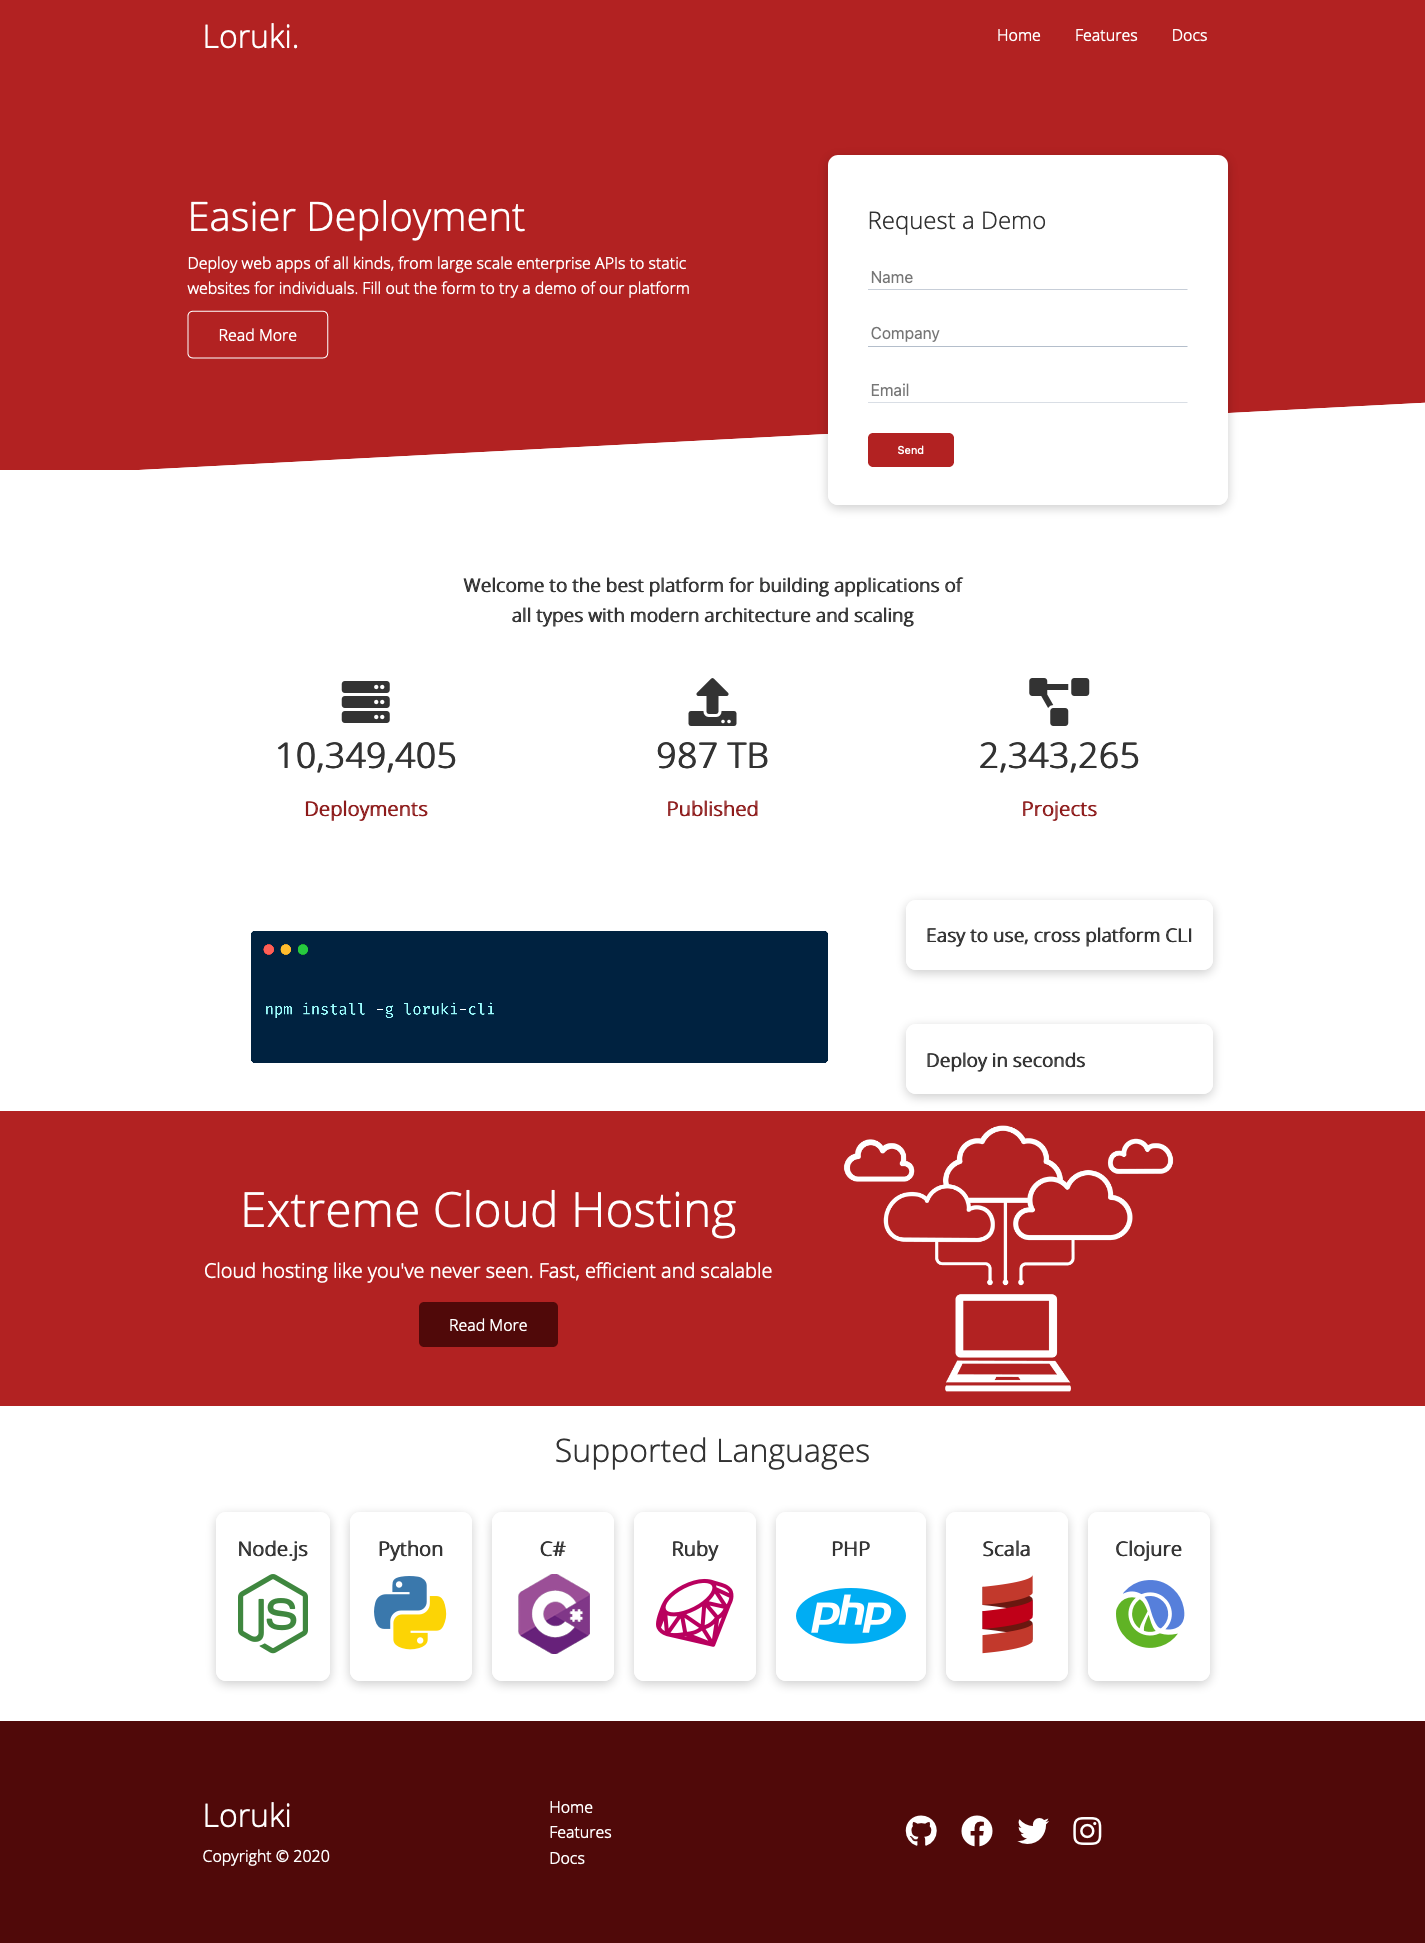 Loruki.
Home Features Docs
Easier Deployment
Deploy web apps of all kinds, from large scale enterprise APIs to static
websites for individuals. Fill out the form to try a demo of our platform
Read More
Request a Demo
Name
Company
Email
Send
Welcome to the best platform for building applications of
all types with modern architecture and scaling
10,349,405
Deployments
987 TB
Published
2,343,265
Projects
npm install -g loruki-cli
Easy to use, cross platform CLI
Deploy in seconds
Extreme Cloud Hosting
Cloud hosting like you've never seen. Fast, efficient and scalable
Read More
Supported Languages
Node.js
JS
Python
C#
C#
Ruby
PHP
php
Scala
Clojure
Loruki
Copyright © 2020
Home
Features
Docs